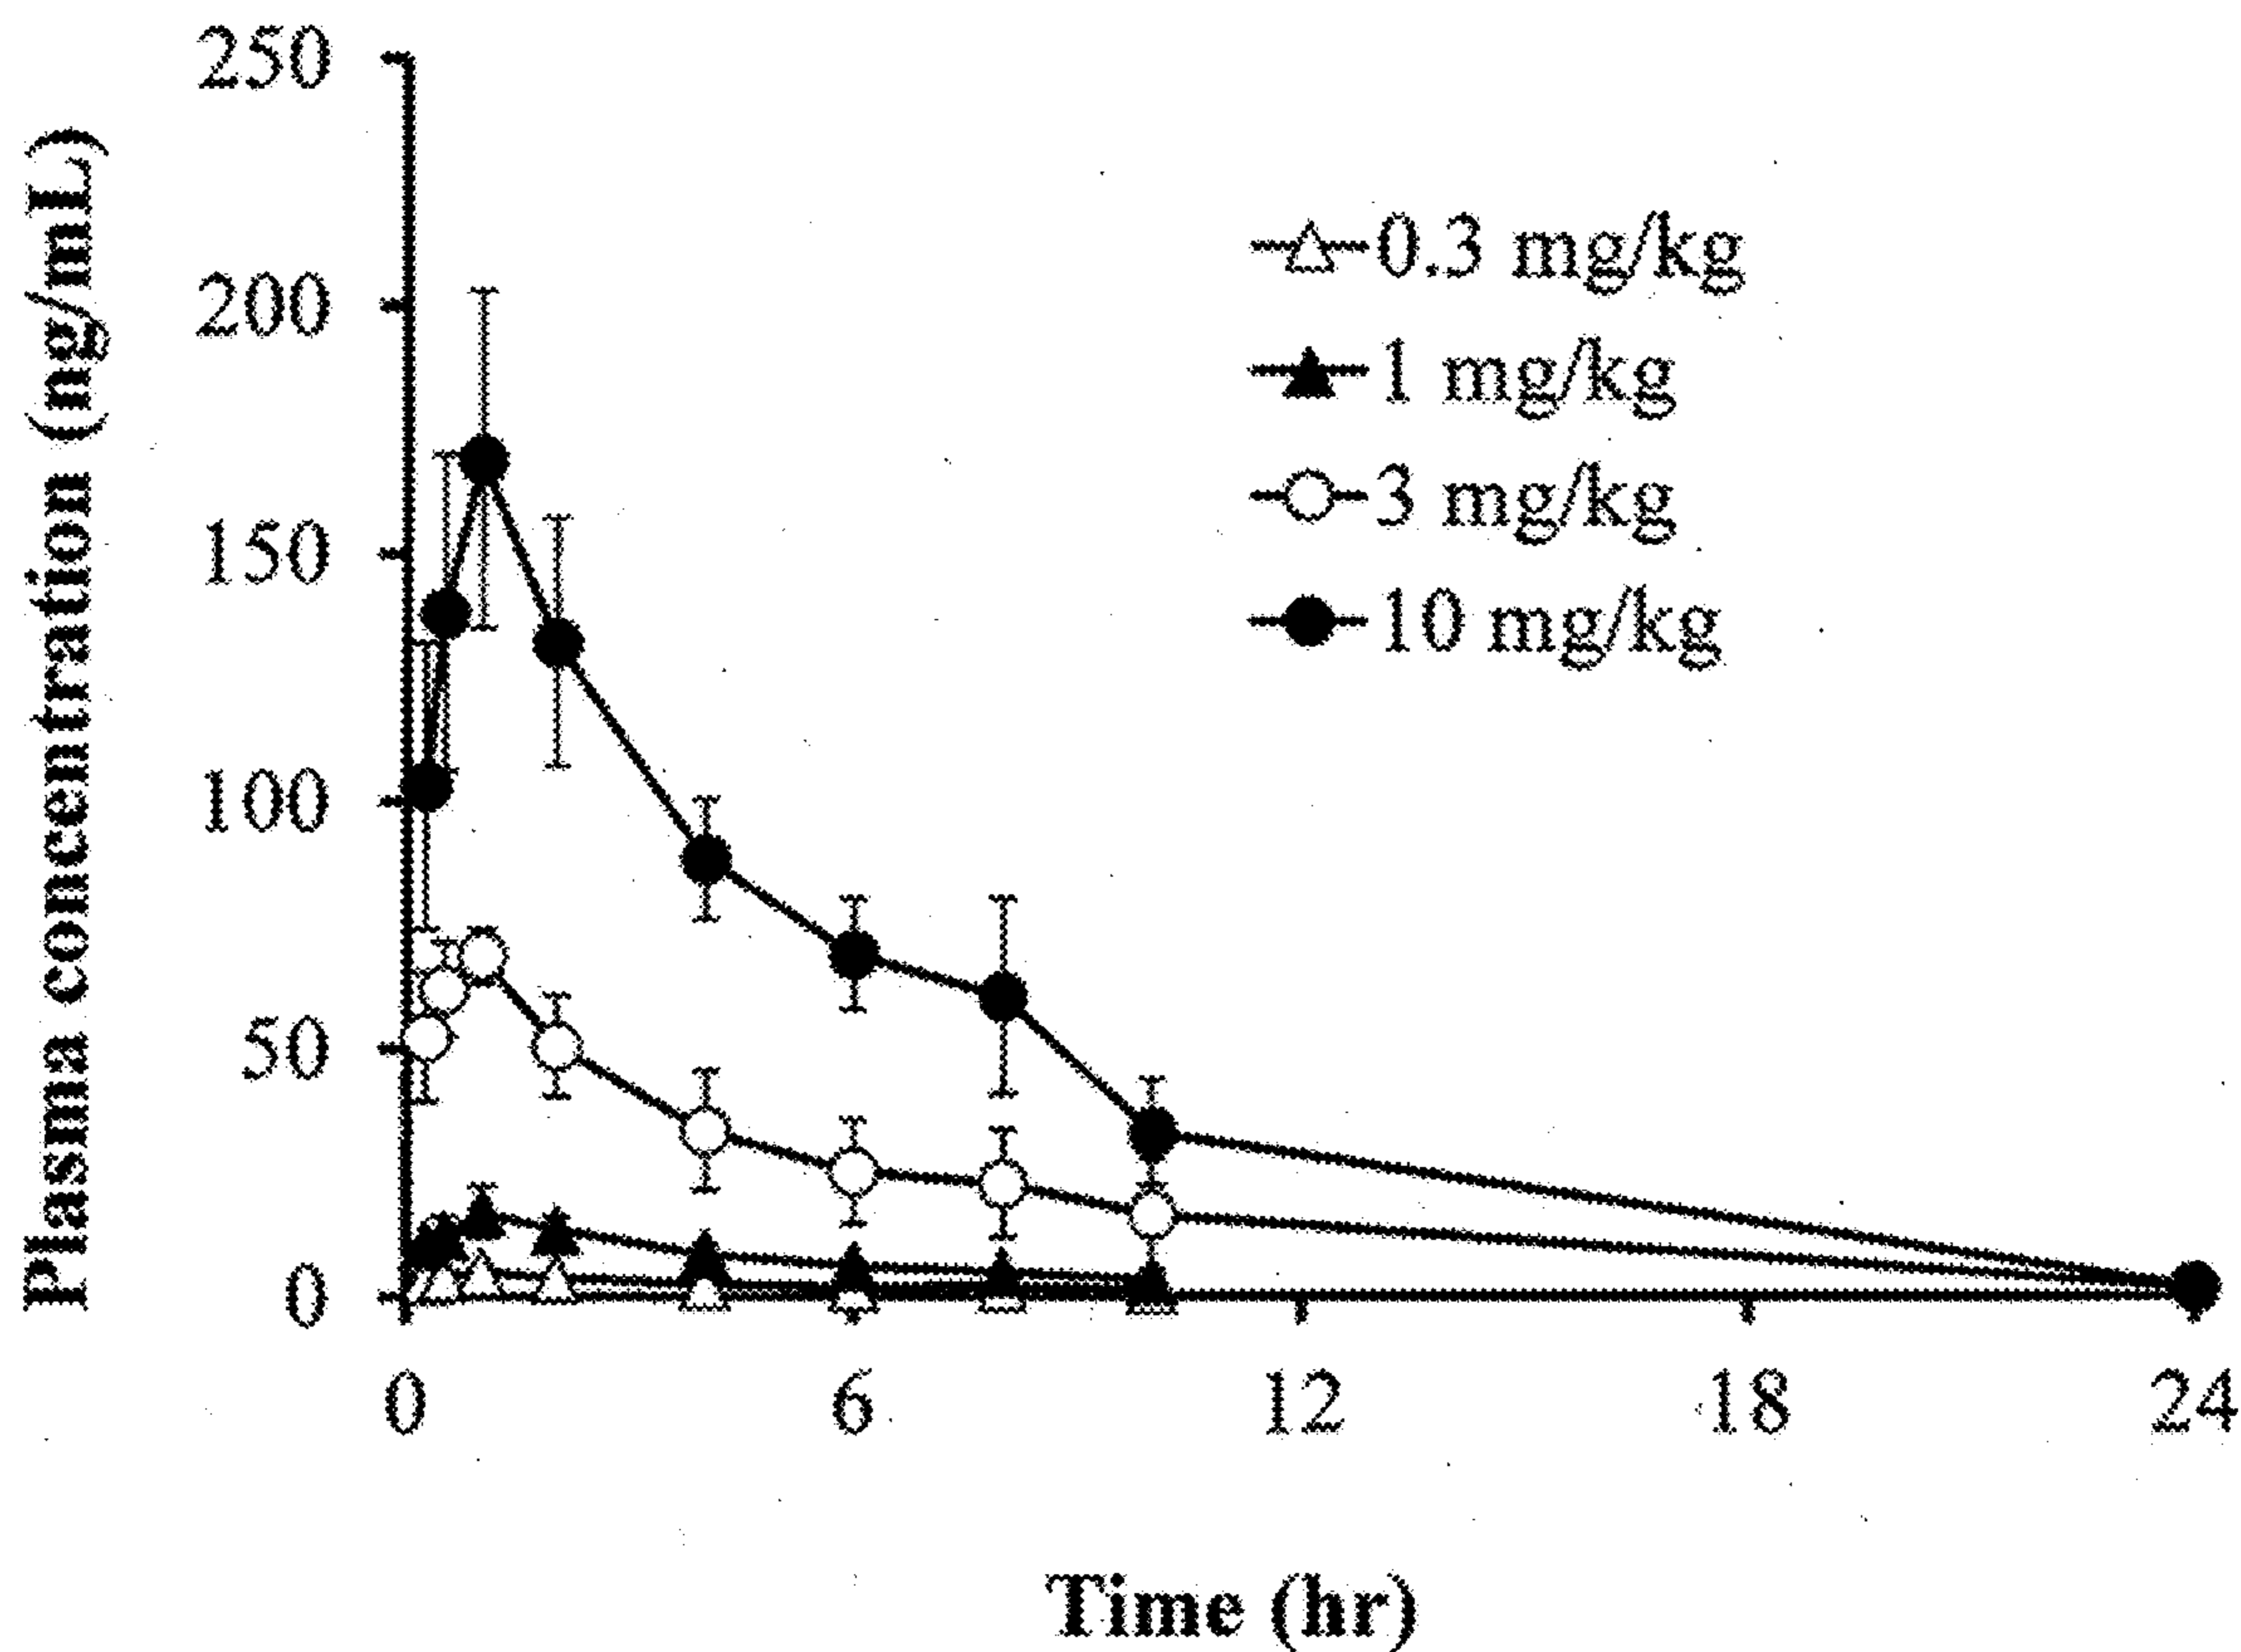 Plasma concentration (ng/mL)
250
200
150
100
50
0
0.3 mg/kg
1 mg/kg
3 mg/kg
10 mg/kg
0 6 12 18 24
Time (hr)